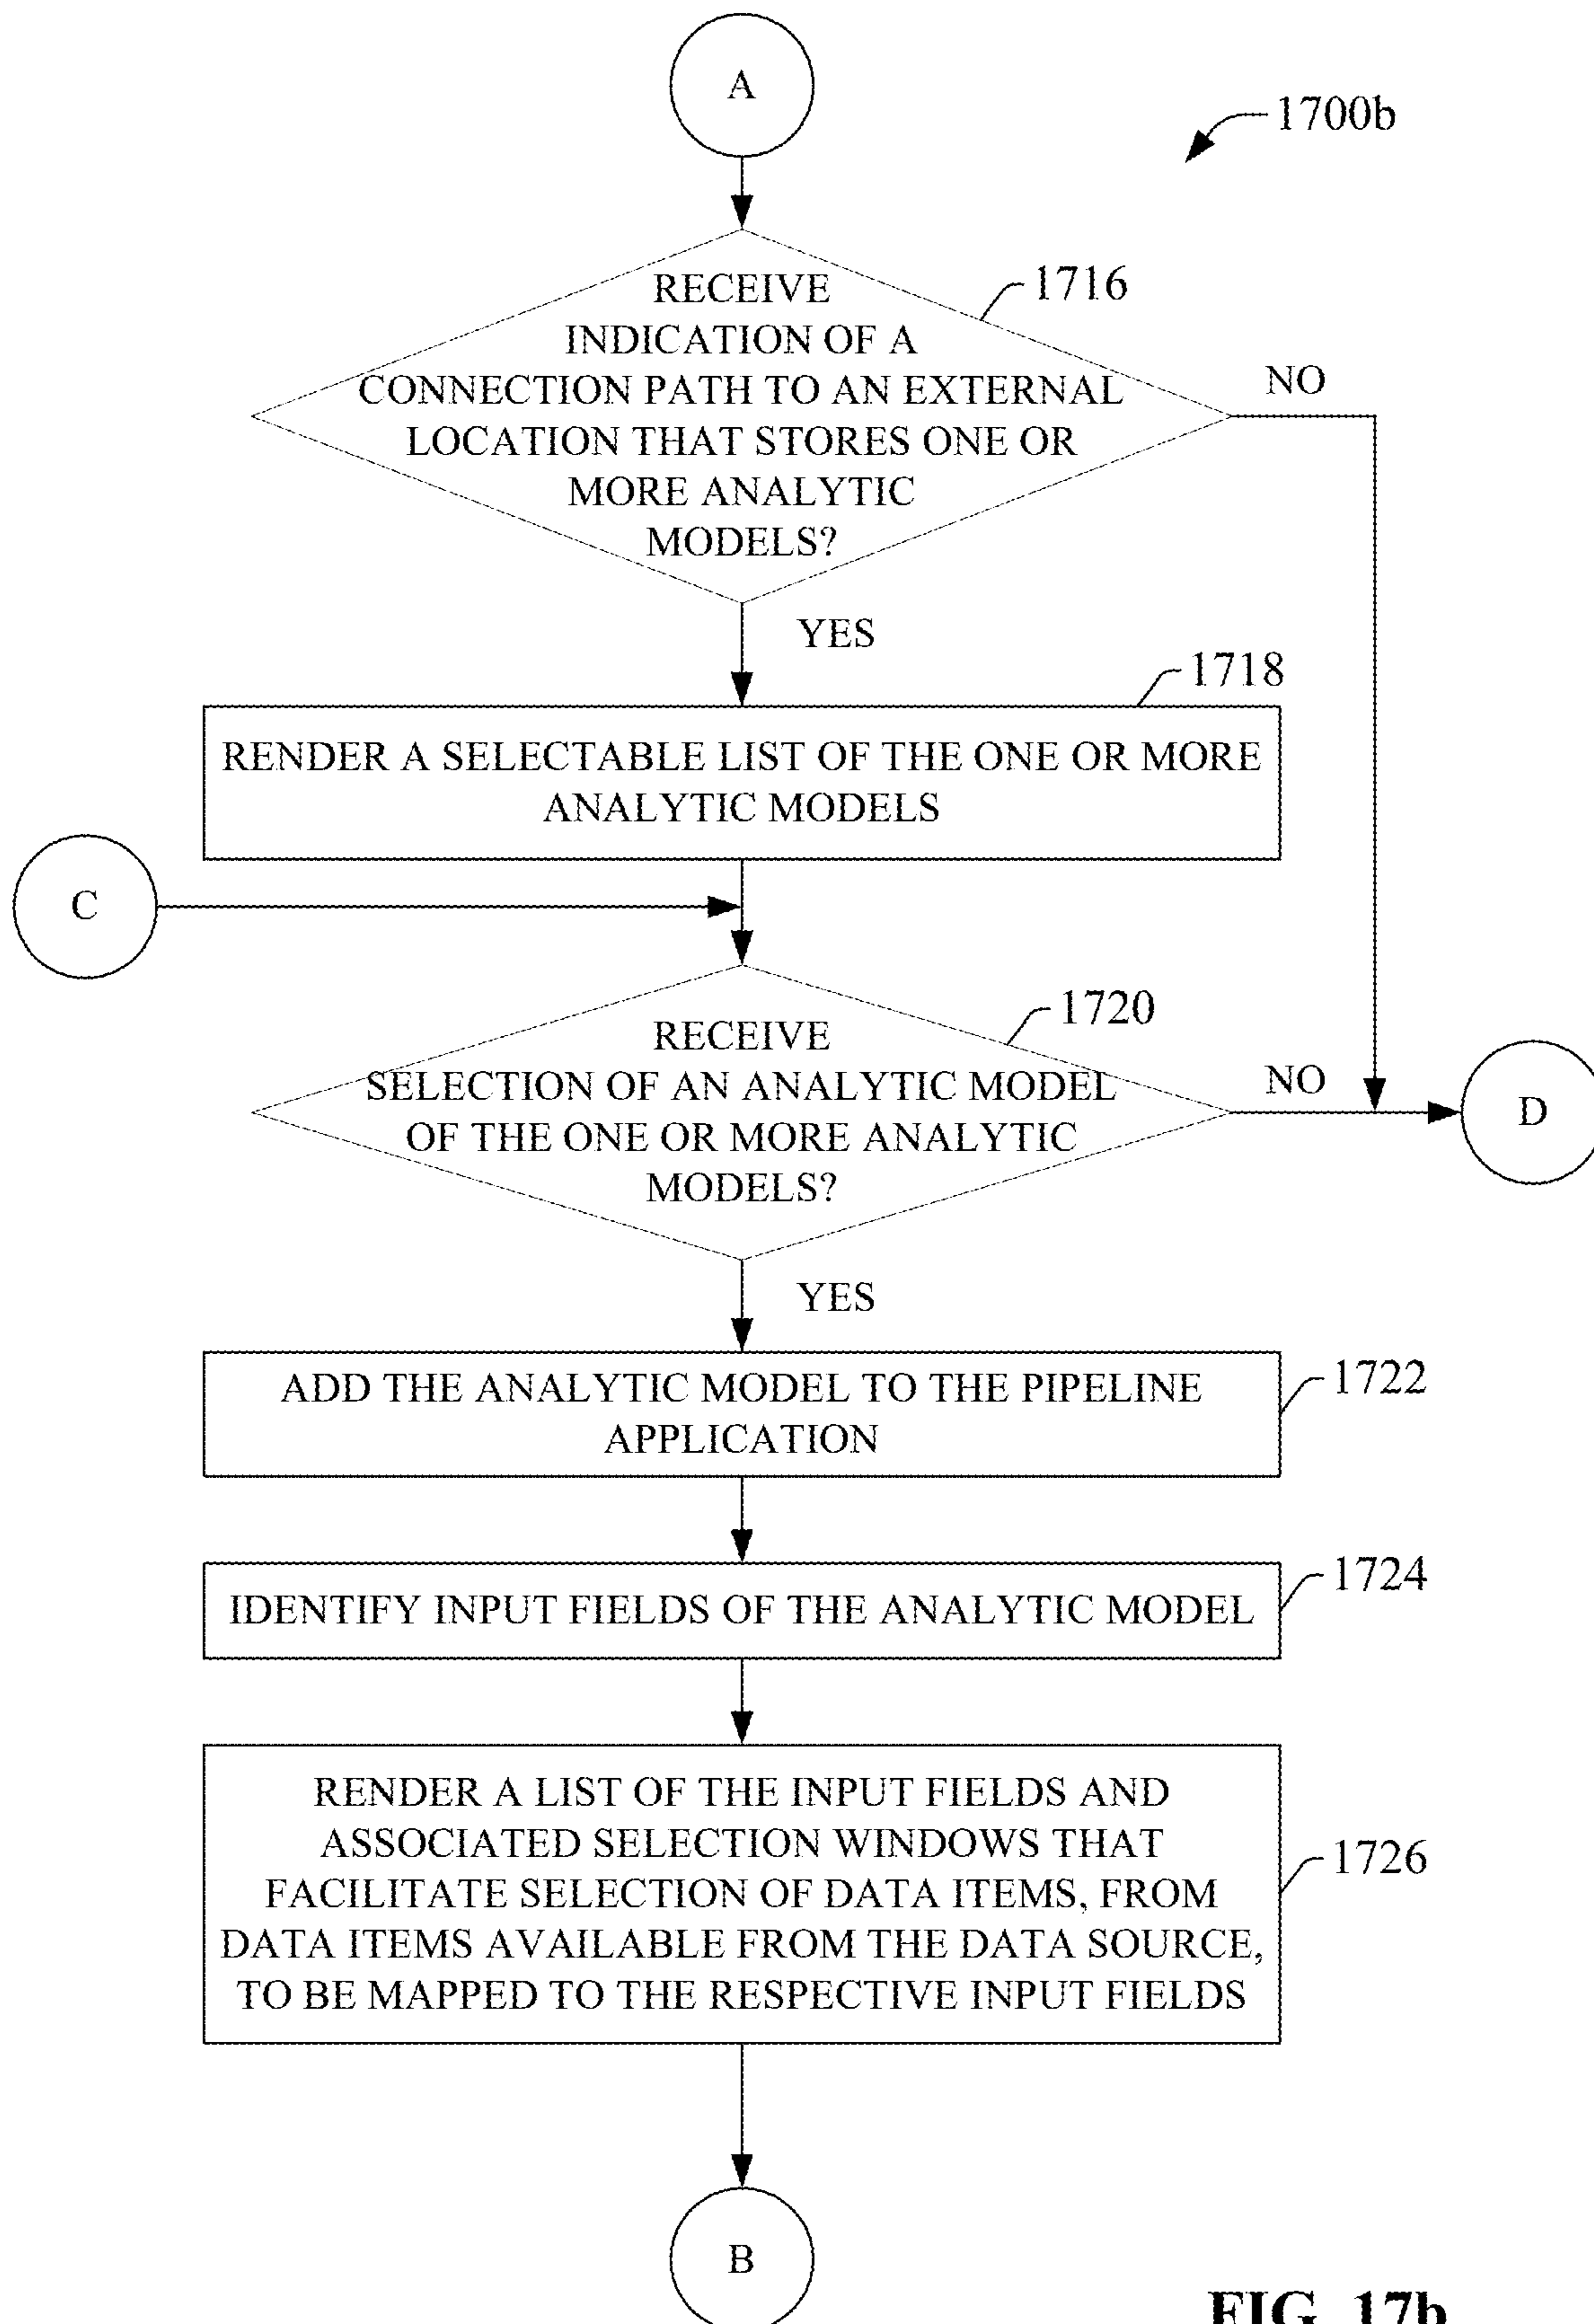 A
1700b
RECEIVE
INDICATION OF A
CONNECTION PATH TO AN EXTERNAL
LOCATION THAT STORES ONE OR
MORE ANALYTIC
MODELS?
1716
NO
YES
1718
RENDER A SELECTABLE LIST OF THE ONE OR MORE
ANALYTIC MODELS
C
RECEIVE
SELECTION OF AN ANALYTIC MODEL
OF THE ONE OR MORE ANALYTIC
MODELS?
1720
NO
D
YES
ADD THE ANALYTIC MODEL TO THE PIPELINE
APPLICATION
1722
IDENTIFY INPUT FIELDS OF THE ANALYTIC MODEL
1724
RENDER A LIST OF THE INPUT FIELDS AND
ASSOCIATED SELECTION WINDOWS THAT
FACILITATE SELECTION OF DATA ITEMS, FROM
DATA ITEMS AVAILABLE FROM THE DATA SOURCE,
TO BE MAPPED TO THE RESPECTIVE INPUT FIELDS
1726
B
FIG. 17b